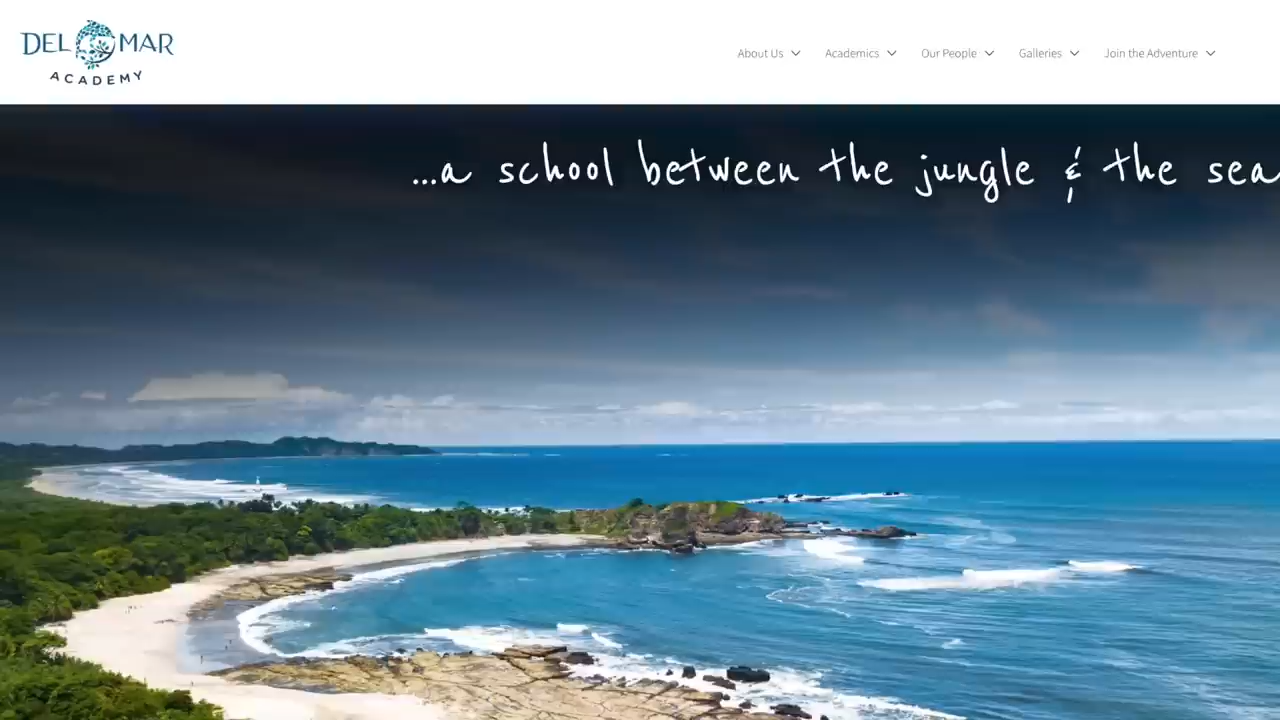 DEL MAR
ACADEMY
About Us
Academics
Our People
Galleries
Join the Adventure
...a school between the jungle & the sea